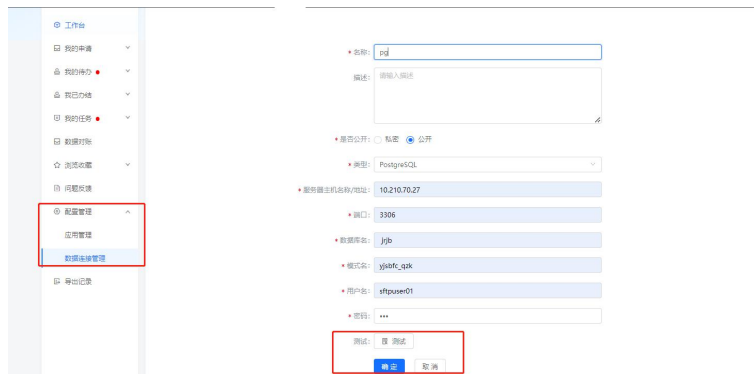 工作台
我的申请
我的待办
我已办结
我的任务
数据对账
浏览收藏
问题反馈
配置管理
应用管理
数据连接管理
导出记录
* 名称: pg
描述: 请输入描述
* 是否公开: 私密 公开
* 类型: PostgreSQL
* 服务器主机名称/地址: 10.210.70.27
* 端口: 3306
* 数据库名: jrjb
* 模式名: yjsbfc_qzk
* 用户名: sftpuser01
* 密码: •••
测试: 测试
确定 取消